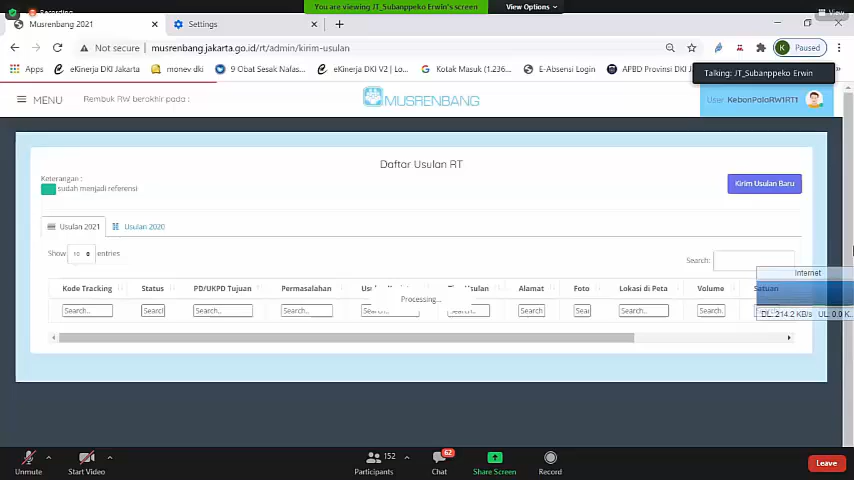 You are viewing JT_Subanppeko Erwin's screen
View Options
Recording
View
Musrenbang 2021
Settings
Not secure
musrenbang.jakarta.go.id/rt/admin/kirim-usulan
K
Paused
Apps
eKinerja DKI Jakarta
monev dki
9 Obat Sesak Nafas...
eKinerja DKI V2 | Lo...
Kotak Masuk (1.236...
E-Absensi Login
APBD Provinsi DKI J
Talking: JT_Subanppeko Erwin
MENU
Rembuk RW berakhir pada :
MUSRENBANG
User KebonPalaRW1RT1
Daftar Usulan RT
Keterangan :
sudah menjadi referensi
Kirim Usulan Baru
Usulan 2021
Usulan 2020
Show 10 entries
Search:
Internet
Kode Tracking
Status
PD/UKPD Tujuan
Permasalahan
Alamat
Foto
Lokasi di Peta
Volume
Satuan
Processing...
Search..
Search
Search..
Search..
Search..
Search..
Search
Sear
Search..
Search.
DL: 214.2 KB/s UL: 0.0 K...
Unmute
Start Video
152
Participants
62
Chat
Share Screen
Record
Leave